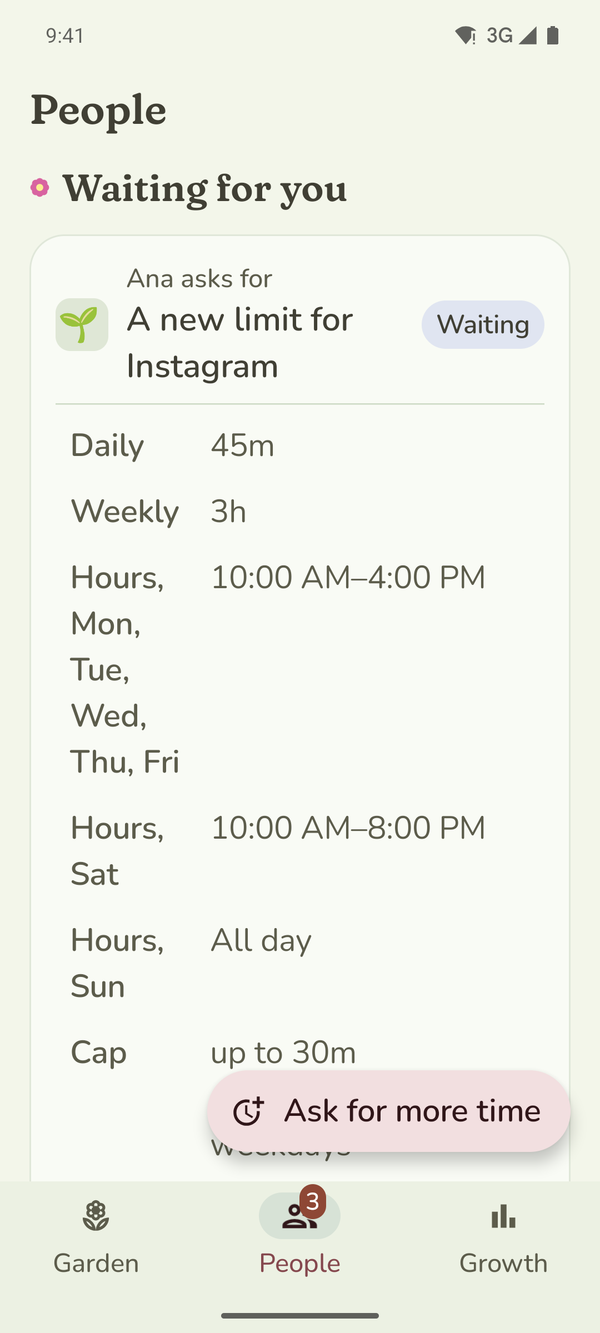 9:41
3G
People
Waiting for you
Ana asks for
A new limit for
Instagram
Waiting
Daily
45m
Weekly
3h
Hours,
Mon,
Tue,
Wed,
Thu, Fri
10:00 AM–4:00 PM
Hours,
Sat
10:00 AM–8:00 PM
Hours,
Sun
All day
Cap
up to 30m
weekdays
Ask for more time
3
Garden
People
Growth